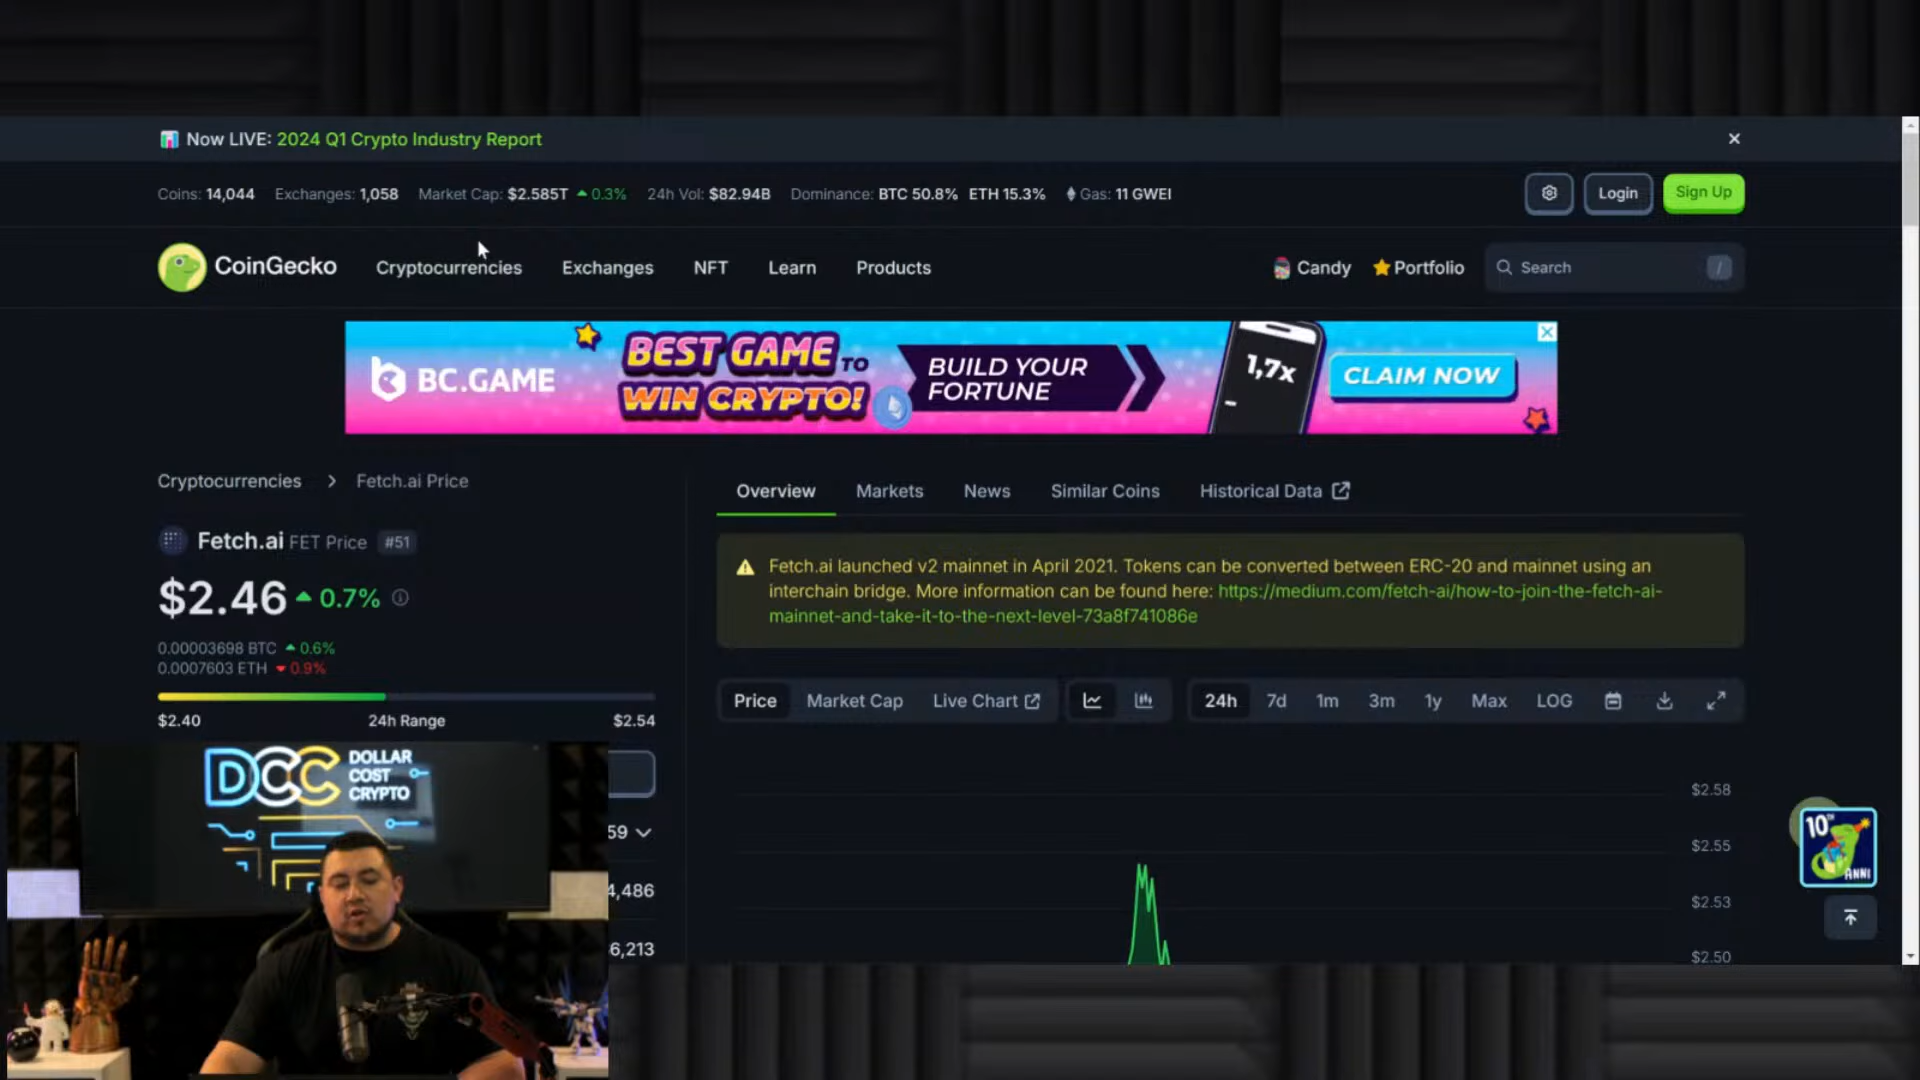 Now LIVE: 2024 Q1 Crypto Industry Report
Coins: 14,044 Exchanges: 1,058 Market Cap: $2.585T 0.3% 24h Vol: $82.94B Dominance: BTC 50.8% ETH 15.3% Gas: 11 GWEI
Login
Sign Up
CoinGecko Cryptocurrencies Exchanges NFT Learn Products
Candy Portfolio Search /
BC.GAME
BEST GAME TO
WIN CRYPTO!
BUILD YOUR
FORTUNE
1,7x
CLAIM NOW
Cryptocurrencies > Fetch.ai Price
Fetch.ai FET Price #51
$2.46 0.7%
0.00003698 BTC 0.6%
0.0007603 ETH 0.9%
$2.40 24h Range $2.54
Overview Markets News Similar Coins Historical Data
Fetch.ai launched v2 mainnet in April 2021. Tokens can be converted between ERC-20 and mainnet using an
interchain bridge. More information can be found here: https://medium.com/fetch-ai/how-to-join-the-fetch-ai-
mainnet-and-take-it-to-the-next-level-73a8f741086e
Price Market Cap Live Chart 24h 7d 1m 3m 1y Max LOG
$2.58
$2.55
$2.53
$2.50
10TH
ANNI
59
4,486
6,213
DCC
DOLLAR
COST
CRYPTO